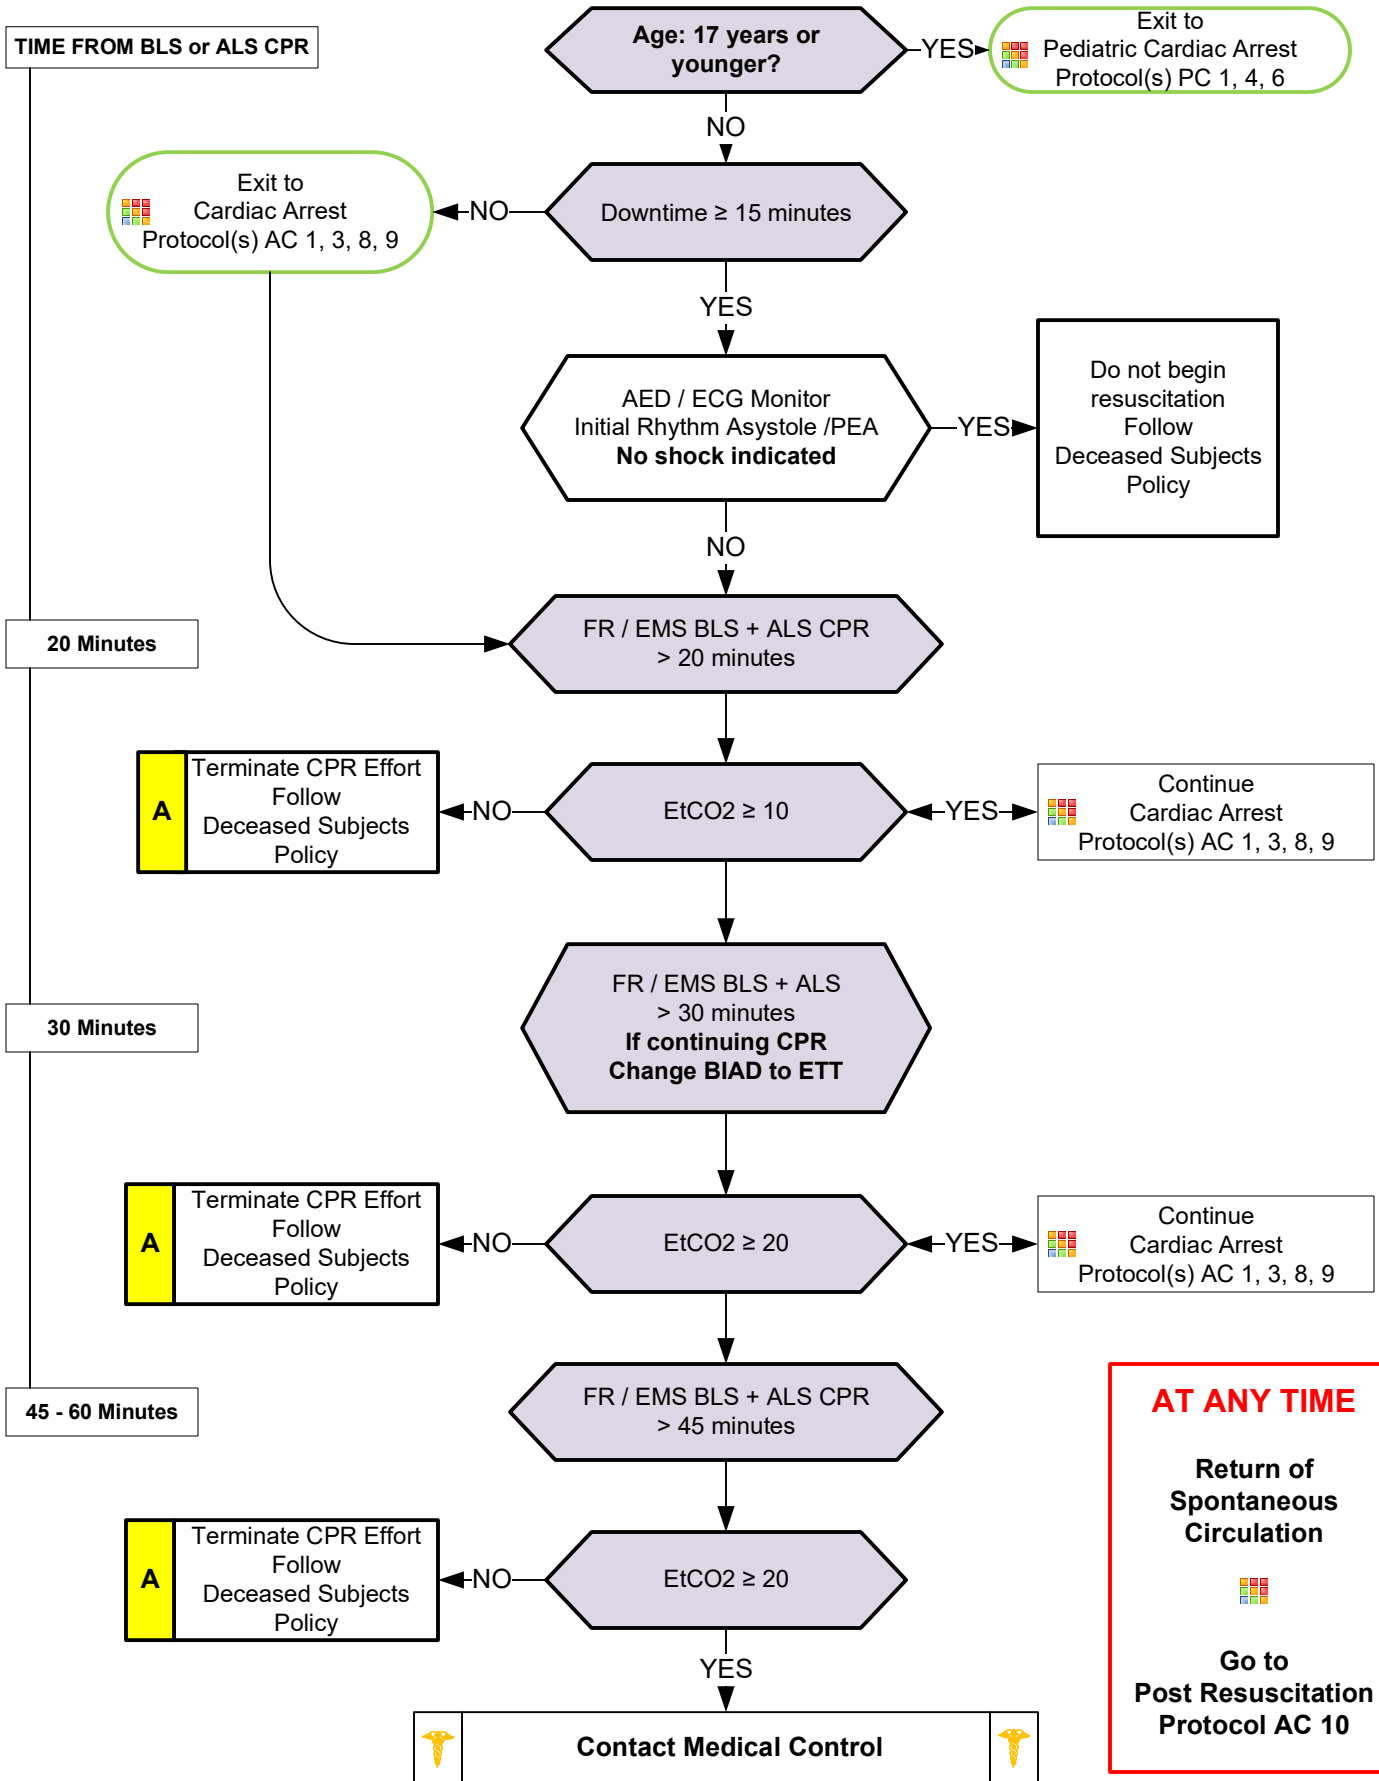 TIME FROM BLS or ALS CPR
Age: 17 years or
younger?
YES
Exit to
Pediatric Cardiac Arrest
Protocol(s) PC 1, 4, 6
NO
Exit to
Cardiac Arrest
Protocol(s) AC 1, 3, 8, 9
NO
Downtime ≥ 15 minutes
YES
AED / ECG Monitor
Initial Rhythm Asystole /PEA
No shock indicated
YES
Do not begin
resuscitation
Follow
Deceased Subjects
Policy
NO
20 Minutes
FR / EMS BLS + ALS CPR
> 20 minutes
A
Terminate CPR Effort
Follow
Deceased Subjects
Policy
NO
EtCO2 ≥ 10
YES
Continue
Cardiac Arrest
Protocol(s) AC 1, 3, 8, 9
30 Minutes
FR / EMS BLS + ALS
> 30 minutes
If continuing CPR
Change BIAD to ETT
A
Terminate CPR Effort
Follow
Deceased Subjects
Policy
NO
EtCO2 ≥ 20
YES
Continue
Cardiac Arrest
Protocol(s) AC 1, 3, 8, 9
45 - 60 Minutes
FR / EMS BLS + ALS CPR
> 45 minutes
AT ANY TIME
Return of
Spontaneous
Circulation
Go to
Post Resuscitation
Protocol AC 10
A
Terminate CPR Effort
Follow
Deceased Subjects
Policy
NO
EtCO2 ≥ 20
YES
Contact Medical Control